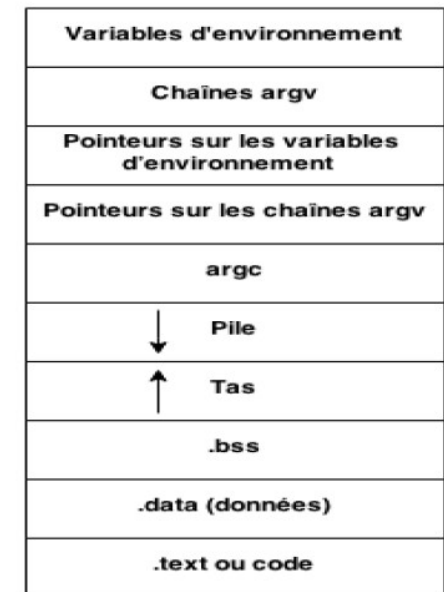 Variables d'environnement
Chaînes argv
Pointeurs sur les variables
d'environnement
Pointeurs sur les chaînes argv
argc
Pile
Tas
.bss
.data (données)
.text ou code